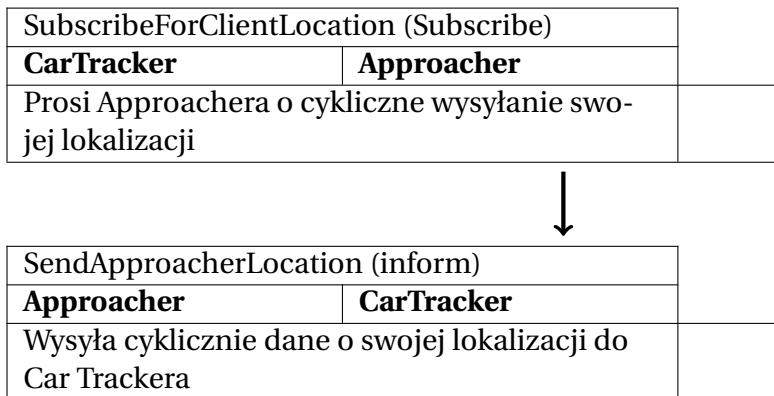 SubscribeForClientLocation (Subscribe)
CarTracker Approacher
Prosi Approachera o cykliczne wysyłanie swo-
jej lokalizacji
SendApproacherLocation (inform)
Approacher CarTracker
Wysyła cyklicznie dane o swojej lokalizacji do
Car Trackera